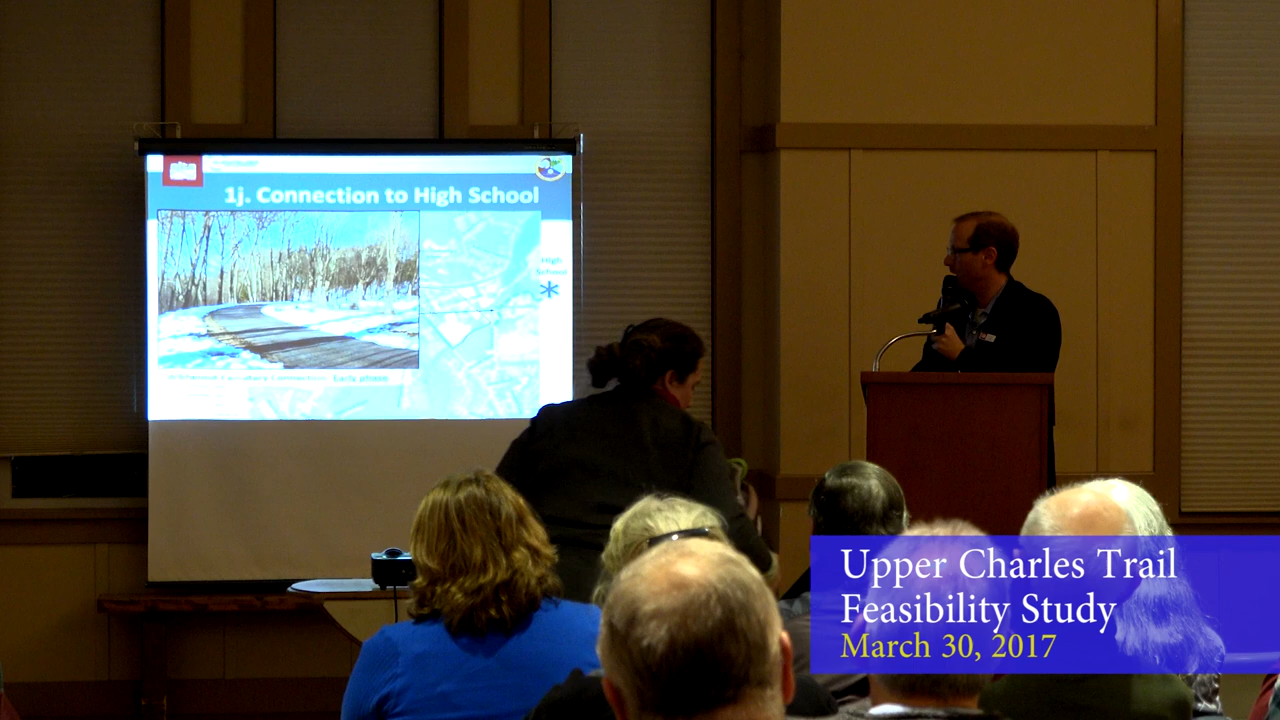 1j. Connection to High School
High
School
*
Upper Charles Trail
Feasibility Study
March 30, 2017